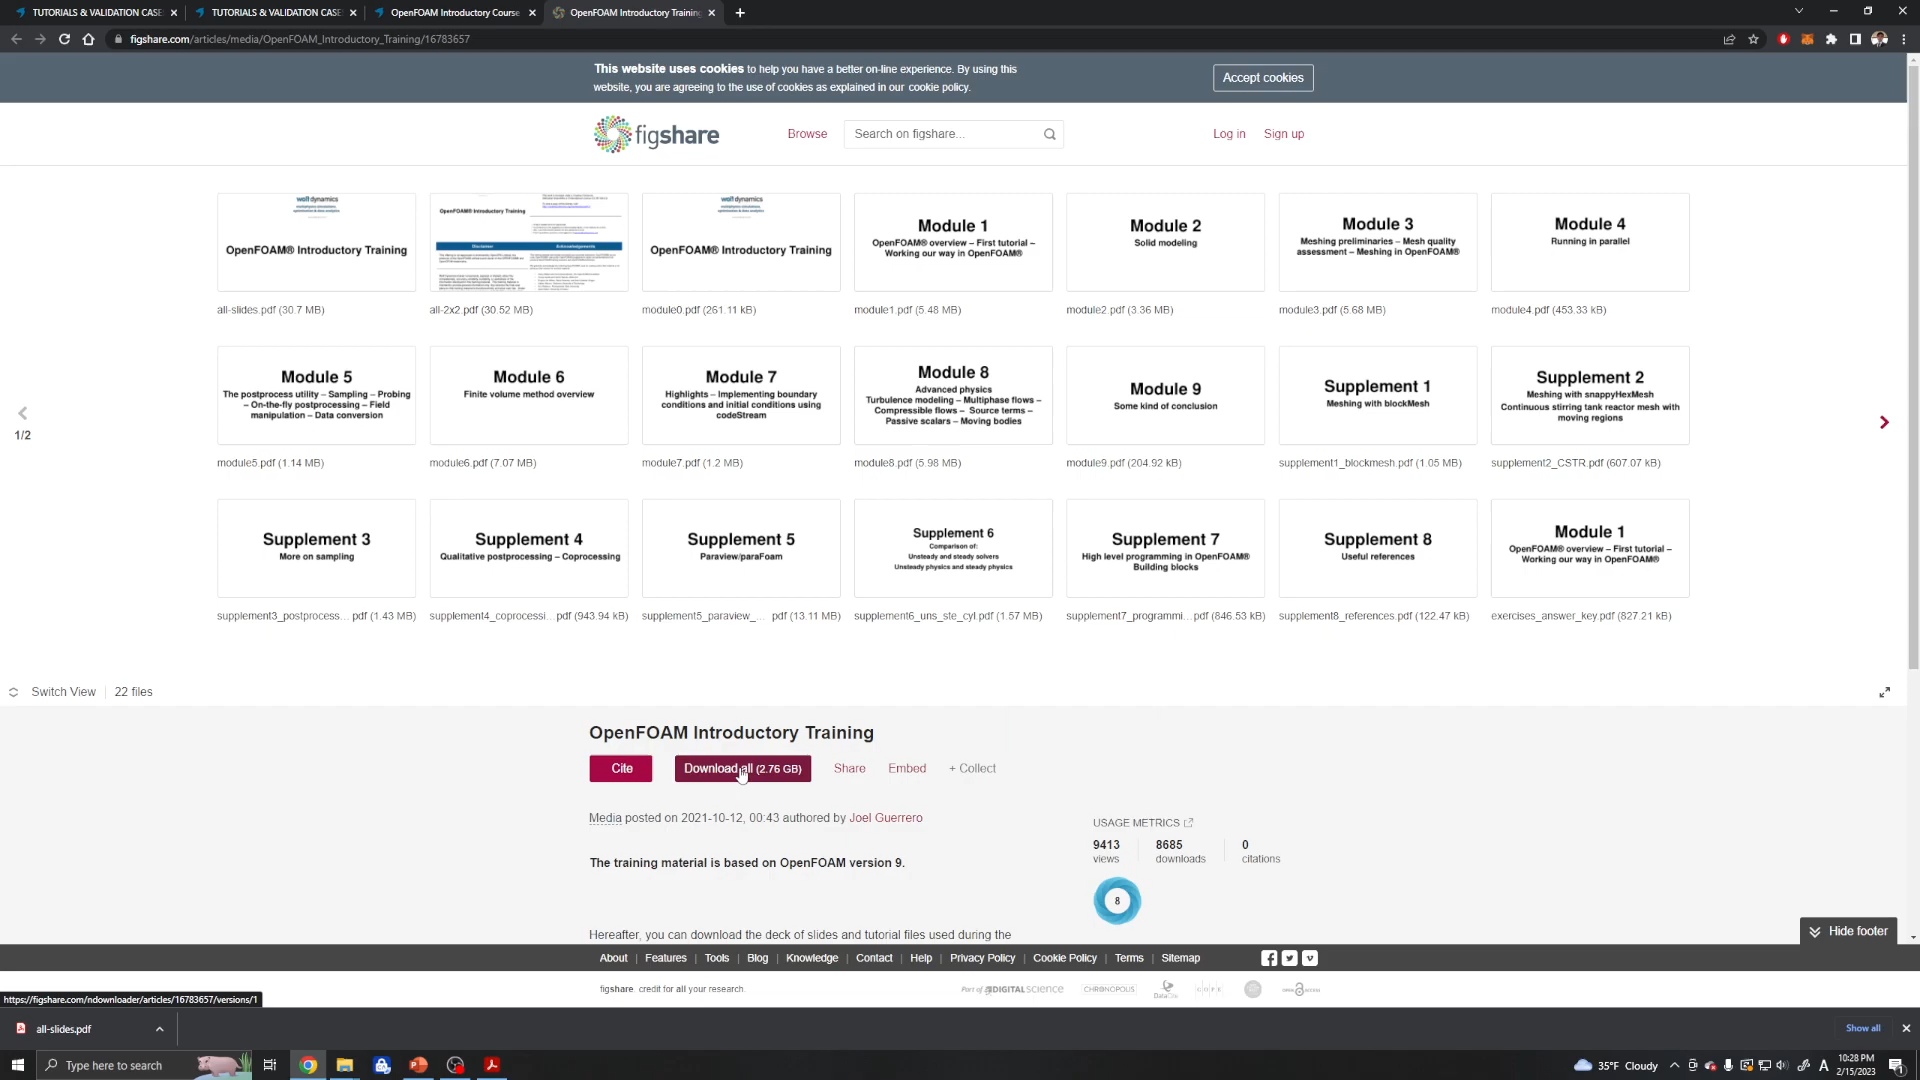 TUTORIALS & VALIDATION CASE
TUTORIALS & VALIDATION CASE
OpenFOAM Introductory Course
OpenFOAM Introductory Training
figshare.com/articles/media/OpenFOAM_Introductory_Training/16783657
This website uses cookies to help you have a better on-line experience. By using this
website, you are agreeing to the use of cookies as explained in our cookie policy.
Accept cookies
figshare
Browse
Search on figshare...
Log in
Sign up
wolf dynamics
OpenFOAM® Introductory Training
all-slides.pdf (30.7 MB)
OpenFOAM® Introductory Training
Disclaimer
Acknowledgements
all-2x2.pdf (30.52 MB)
wolf dynamics
OpenFOAM® Introductory Training
module0.pdf (261.11 kB)
Module 1
OpenFOAM® overview – First tutorial –
Working our way in OpenFOAM®
module1.pdf (5.48 MB)
Module 2
Solid modeling
module2.pdf (3.36 MB)
Module 3
Meshing preliminaries – Mesh quality
assessment – Meshing in OpenFOAM®
module3.pdf (5.68 MB)
Module 4
Running in parallel
module4.pdf (453.33 kB)
Module 5
The postprocess utility – Sampling – Probing
– On-the-fly postprocessing – Field
manipulation – Data conversion
module5.pdf (1.14 MB)
Module 6
Finite volume method overview
module6.pdf (7.07 MB)
Module 7
Highlights – Implementing boundary
conditions and initial conditions using
codeStream
module7.pdf (1.2 MB)
Module 8
Advanced physics
Turbulence modeling – Multiphase flows –
Compressible flows – Source terms –
Passive scalars – Moving bodies
module8.pdf (5.98 MB)
Module 9
Some kind of conclusion
module9.pdf (204.92 kB)
Supplement 1
Meshing with blockMesh
supplement1_blockmesh.pdf (1.05 MB)
Supplement 2
Meshing with snappyHexMesh
Continuous stirring tank reactor mesh with
moving regions
supplement2_CSTR.pdf (607.07 kB)
1/2
Supplement 3
More on sampling
supplement3_postprocess... pdf (1.43 MB)
Supplement 4
Qualitative postprocessing – Coprocessing
supplement4_coprocessi... pdf (943.94 kB)
Supplement 5
Paraview/paraFoam
supplement5_paraview_... pdf (13.11 MB)
Supplement 6
Comparison of:
Unsteady and steady solvers
Unsteady physics and steady physics
supplement6_uns_ste_cyl.pdf (1.57 MB)
Supplement 7
High level programming in OpenFOAM®
Building blocks
supplement7_programmi...pdf (846.53 kB)
Supplement 8
Useful references
supplement8_references.pdf (122.47 kB)
Module 1
OpenFOAM® overview – First tutorial –
Working our way in OpenFOAM®
exercises_answer_key.pdf (827.21 kB)
Switch View
22 files
OpenFOAM Introductory Training
Cite
Download all (2.76 GB)
Share
Embed
+ Collect
Media posted on 2021-10-12, 00:43 authored by Joel Guerrero
USAGE METRICS
9413
views
8685
downloads
0
citations
8
The training material is based on OpenFOAM version 9.
Hereafter, you can download the deck of slides and tutorial files used during the
Hide footer
About | Features | Tools | Blog | Knowledge | Contact | Help | Privacy Policy | Cookie Policy | Terms | Sitemap
figshare. credit for all your research.
Part of DIGITALSCIENCE
CHRONOPOLIS
DataCite
COPE
https://figshare.com/ndownloader/articles/16783657/versions/1
all-slides.pdf
Show all
Type here to search
35°F Cloudy
A
10:28 PM
2/15/2023
1